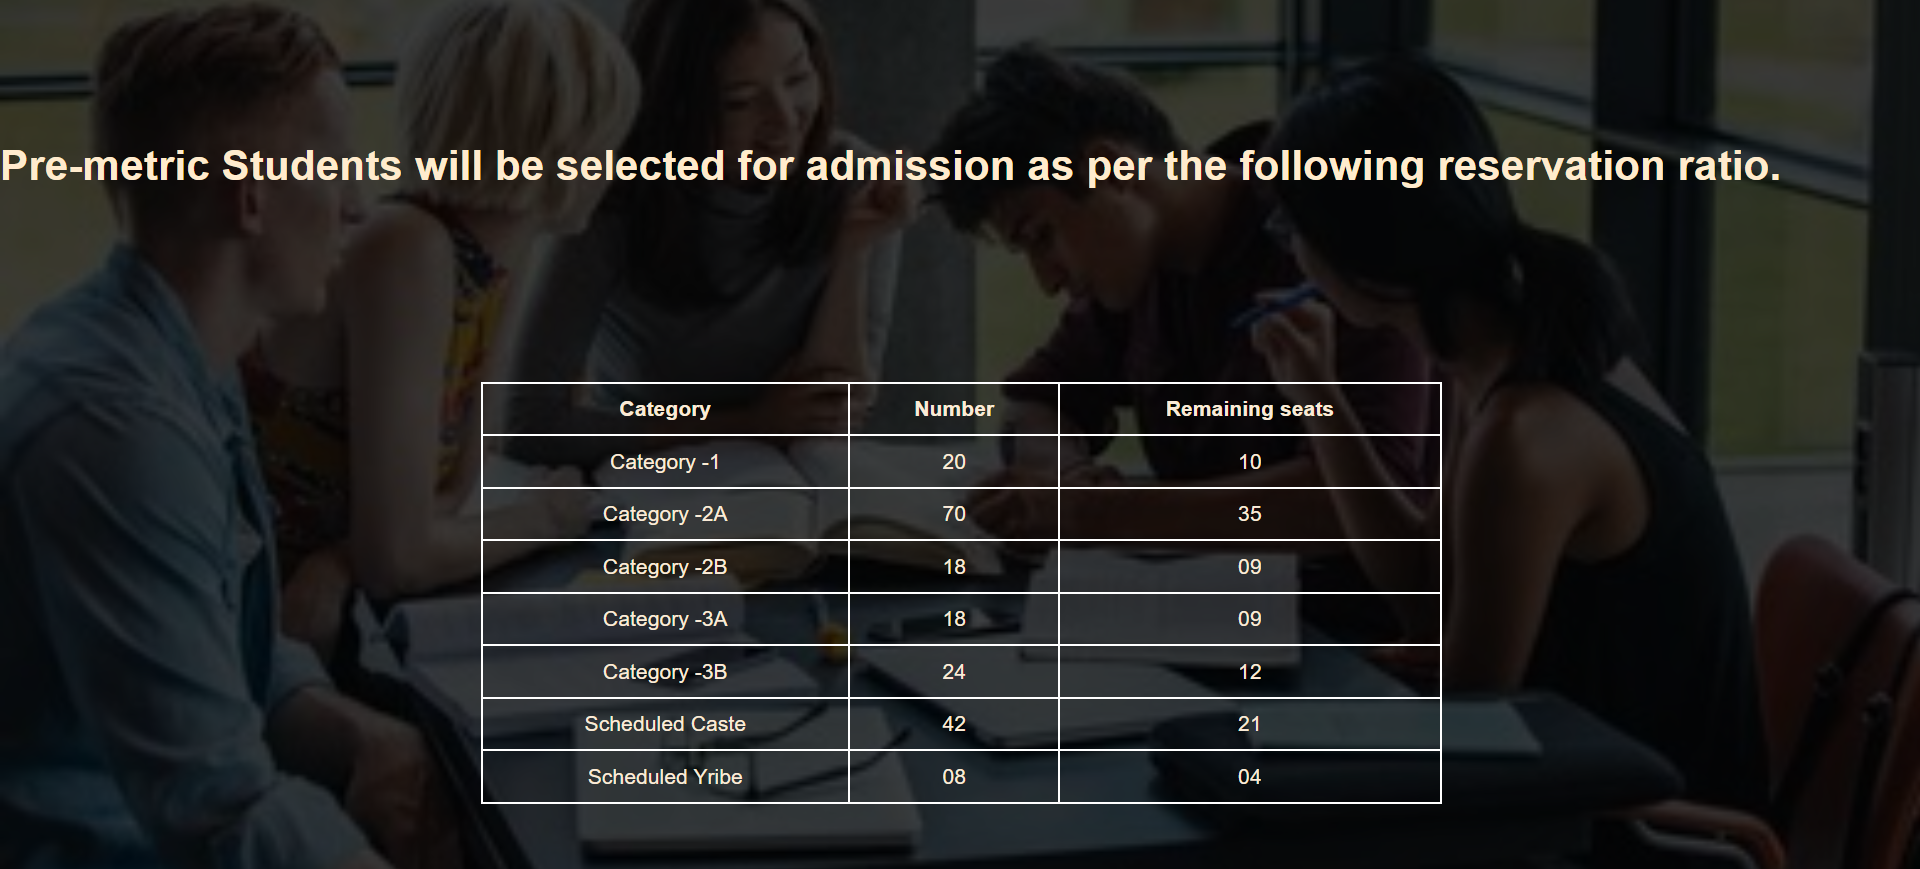 Pre-metric Students will be selected for admission as per the following reservation ratio.
Category Number Remaining seats
Category -1 20 10
Category -2A 70 35
Category -2B 18 09
Category -3A 18 09
Category -3B 24 12
Scheduled Caste 42 21
Scheduled Yribe 08 04